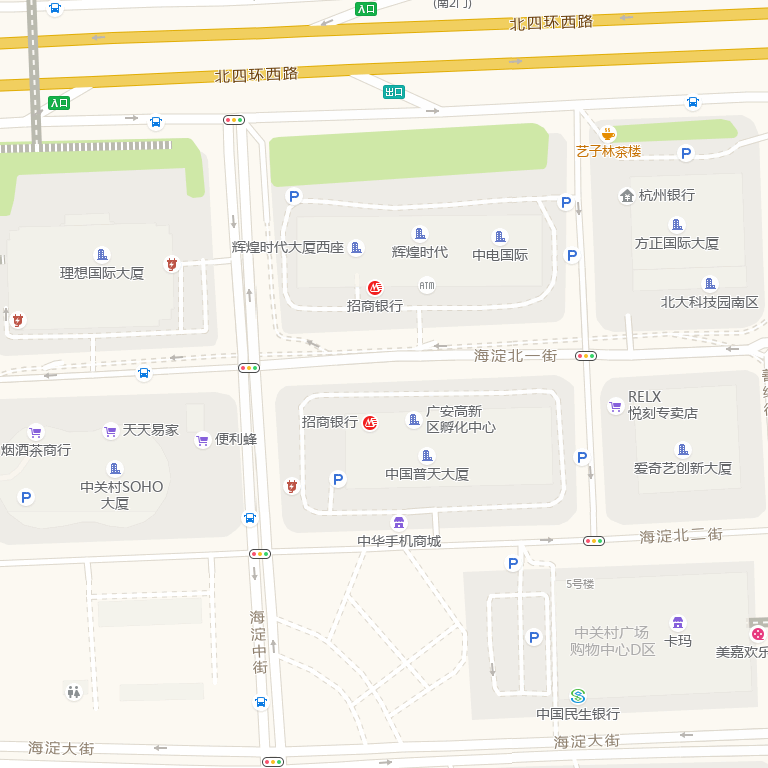 入口
(南2门)
北四环西路
北四环西路
出口
入口
艺子林茶楼
P
P
P
杭州银行
方正国际大厦
辉煌时代大厦西座
辉煌时代
中电国际
P
理想国际大厦
ATM
招商银行
北大科技园南区
海淀北一街
善缘街
RELX
悦刻专卖店
招商银行
广安高新
区孵化中心
烟酒茶商行
天天易家
便利蜂
中国普天大厦
P
P
爱奇艺创新大厦
中关村SOHO
大厦
P
中华手机商城
海淀北二街
P
5号楼
海淀中街
P
中关村广场
购物中心D区
卡玛
美嘉欢乐
中国民生银行
海淀大街
海淀大街